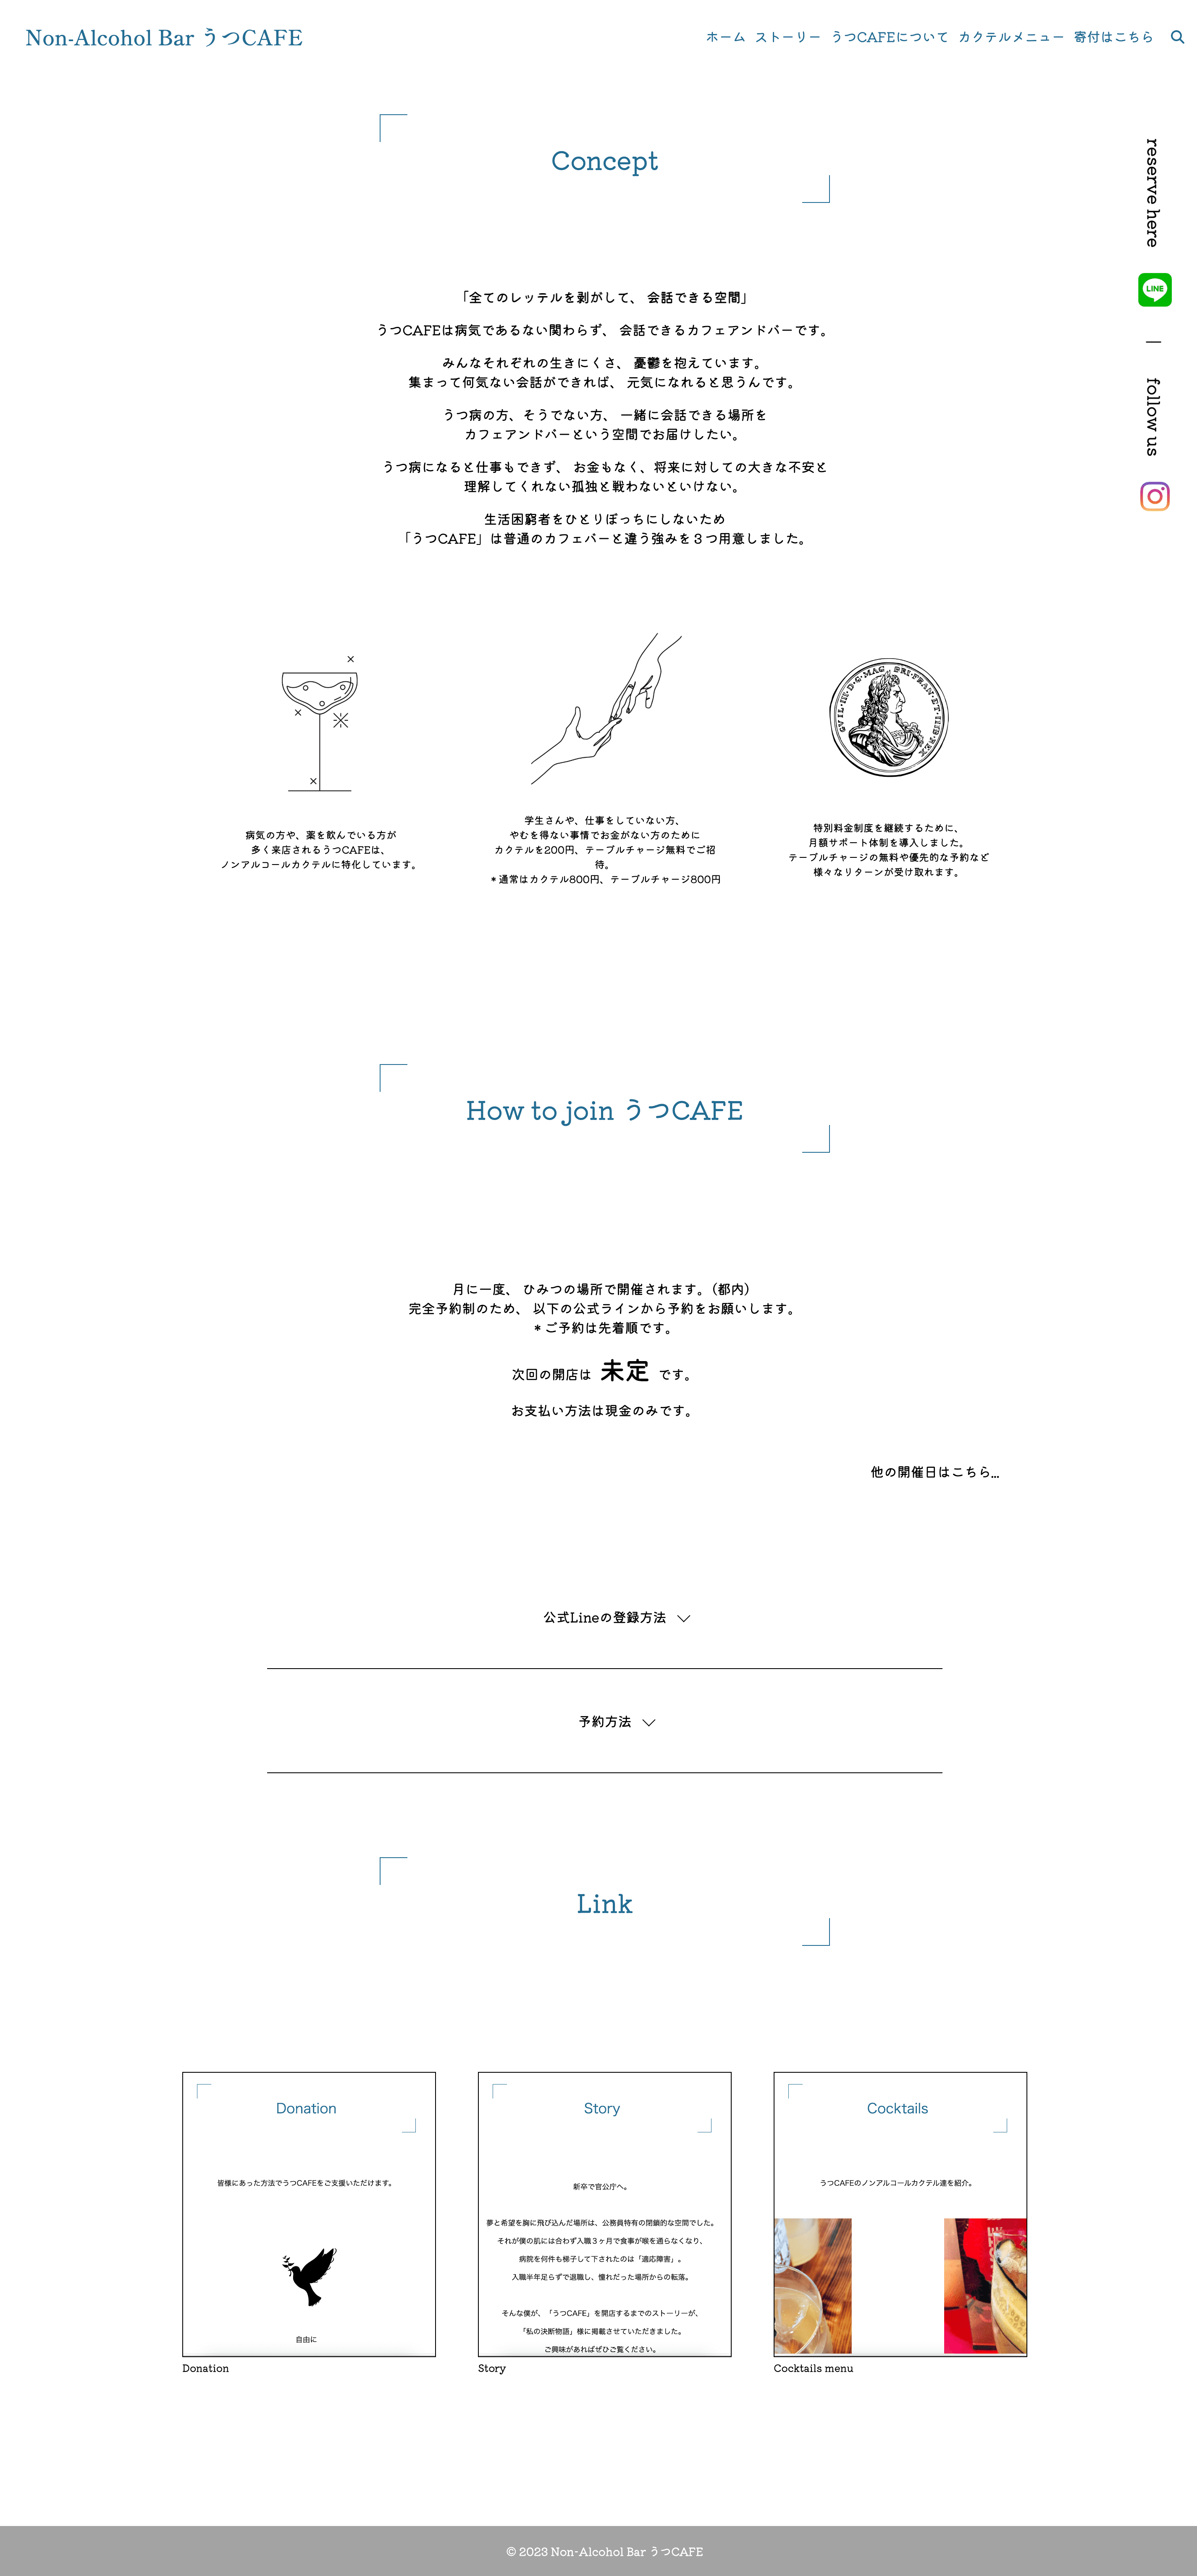 Non-Alcohol Bar うつCAFE
ホーム ストーリー うつCAFEについて カクテルメニュー 寄付はこちら
Concept
reserve here
LINE
follow us
「全てのレッテルを剥がして、 会話できる空間」
うつCAFEは病気であるない関わらず、 会話できるカフェアンドバーです。
みんなそれぞれの生きにくさ、 憂鬱を抱えています。
集まって何気ない会話ができれば、 元気になれると思うんです。
うつ病の方、そうでない方、 一緒に会話できる場所を
カフェアンドバーという空間でお届けしたい。
うつ病になると仕事もできず、 お金もなく、将来に対しての大きな不安と
理解してくれない孤独と戦わないといけない。
生活困窮者をひとりぼっちにしないため
「うつCAFE」は普通のカフェバーと違う強みを３つ用意しました。
GVIL·III·D·G·MAG BRI·FRAN·ET·HIB·REX
病気の方や、薬を飲んでいる方が
多く来店されるうつCAFEは、
ノンアルコールカクテルに特化しています。
学生さんや、仕事をしていない方、
やむを得ない事情でお金がない方のために
カクテルを200円、テーブルチャージ無料でご招
待。
＊通常はカクテル800円、テーブルチャージ800円
特別料金制度を継続するために、
月額サポート体制を導入しました。
テーブルチャージの無料や優先的な予約など
様々なリターンが受け取れます。
How to join うつCAFE
月に一度、 ひみつの場所で開催されます。（都内）
完全予約制のため、 以下の公式ラインから予約をお願いします。
＊ご予約は先着順です。
次回の開店は 未定 です。
お支払い方法は現金のみです。
他の開催日はこちら...
公式Lineの登録方法
予約方法
Link
Donation
皆様にあった方法でうつCAFEをご支援いただけます。
自由に
Donation
Story
新卒で官公庁へ。
夢と希望を胸に飛び込んだ場所は、公務員特有の閉鎖的な空間でした。
それが僕の肌には合わず入職３ヶ月で食事が喉を通らなくなり、
病院を何件も梯子して下されたのは「適応障害」。
入職半年足らずで退職し、憧れだった場所からの転落。
そんな僕が、「うつCAFE」を開店するまでのストーリーが、
「私の決断物語」様に掲載させていただきました。
ご興味があればぜひご覧ください。
Story
Cocktails
うつCAFEのノンアルコールカクテル達を紹介。
Cocktails menu
© 2023 Non-Alcohol Bar うつCAFE